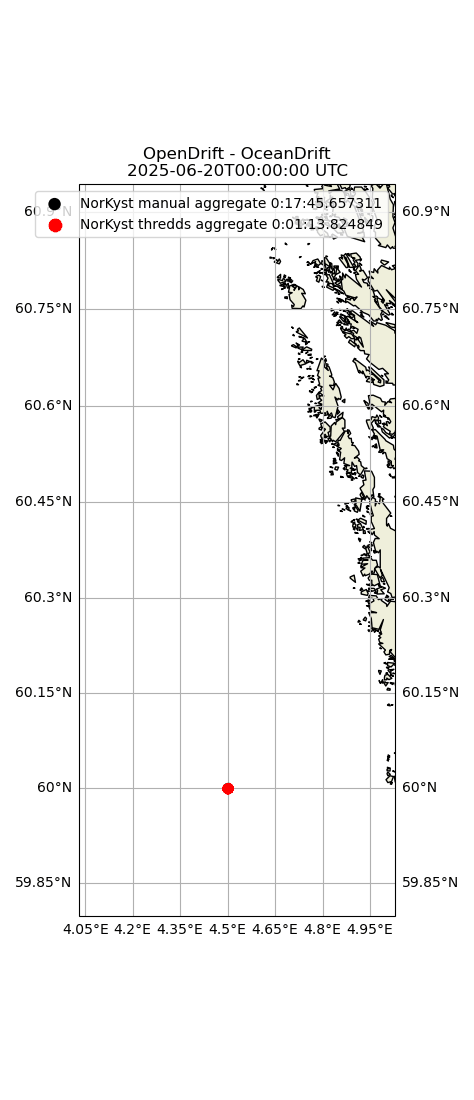 OpenDrift - OceanDrift
2025-06-20T00:00:00 UTC
NorKyst manual aggregate 0:17:45.657311
NorKyst thredds aggregate 0:01:13.824849
60.9°N 60.9°N
60.75°N 60.75°N
60.6°N 60.6°N
60.45°N 60.45°N
60.3°N 60.3°N
60.15°N 60.15°N
60°N 60°N
59.85°N 59.85°N
4.05°E 4.2°E 4.35°E 4.5°E 4.65°E 4.8°E 4.95°E